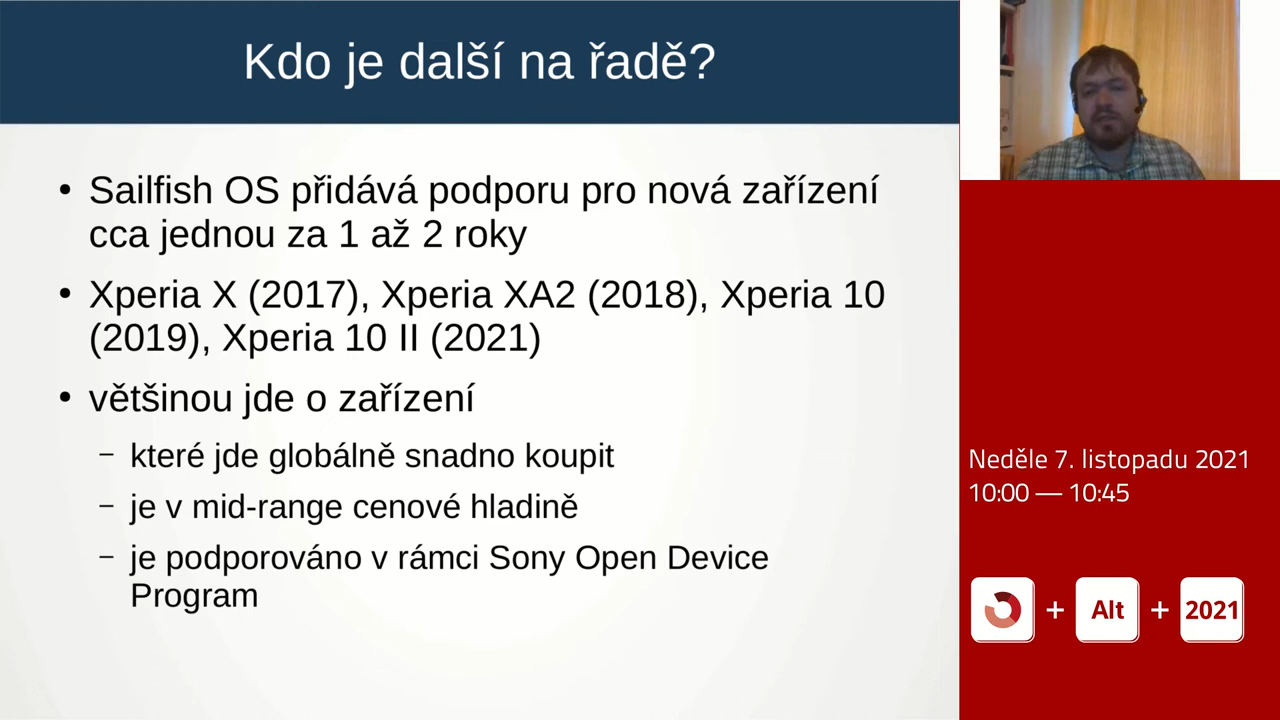 Kdo je další na řadě?
• Sailfish OS přidává podporu pro nová zařízení
cca jednou za 1 až 2 roky
• Xperia X (2017), Xperia XA2 (2018), Xperia 10
(2019), Xperia 10 II (2021)
• většinou jde o zařízení
– které jde globálně snadno koupit
– je v mid-range cenové hladině
– je podporováno v rámci Sony Open Device
Program
Neděle 7. listopadu 2021
10:00 — 10:45
+ Alt + 2021